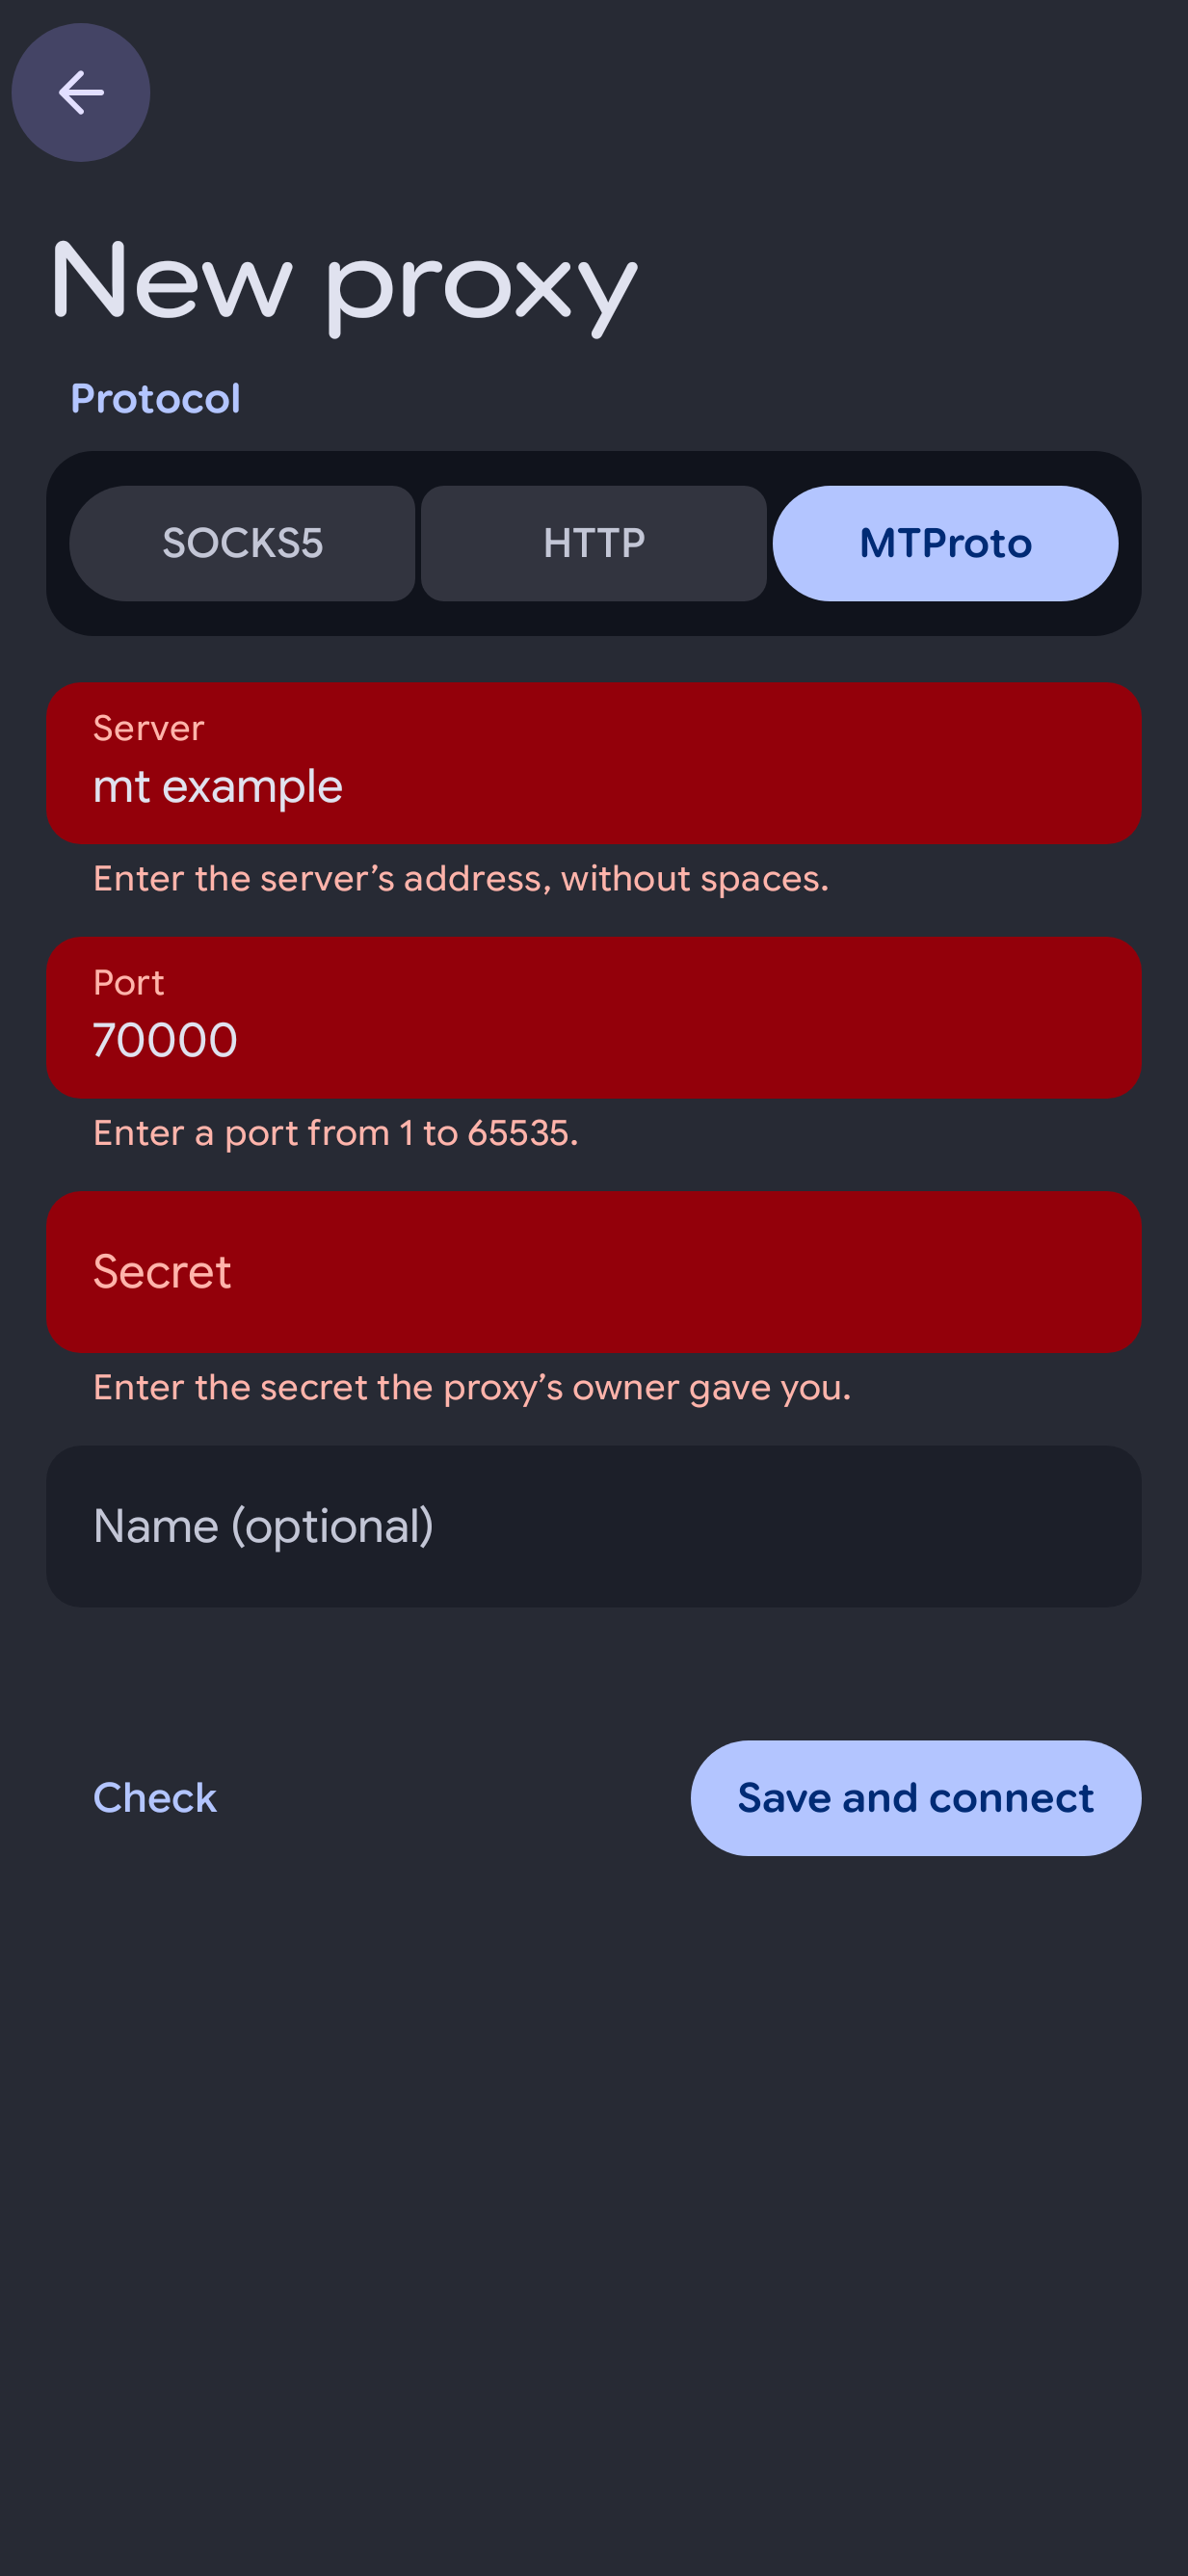 New proxy
Protocol
SOCKS5 HTTP MTProto
Server
mt example
Enter the server’s address, without spaces.
Port
70000
Enter a port from 1 to 65535.
Secret
Enter the secret the proxy’s owner gave you.
Name (optional)
Check Save and connect